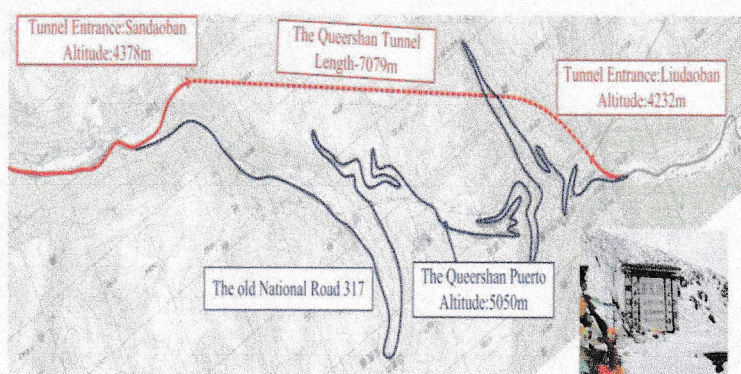 Tunnel Entrance:Sandaoban
Altitude:4378m
The Queershan Tunnel
Length-7079m
Tunnel Entrance:Liudaoban
Altitude:4232m
The old National Road 317
The Queershan Puerto
Altitude:5050m